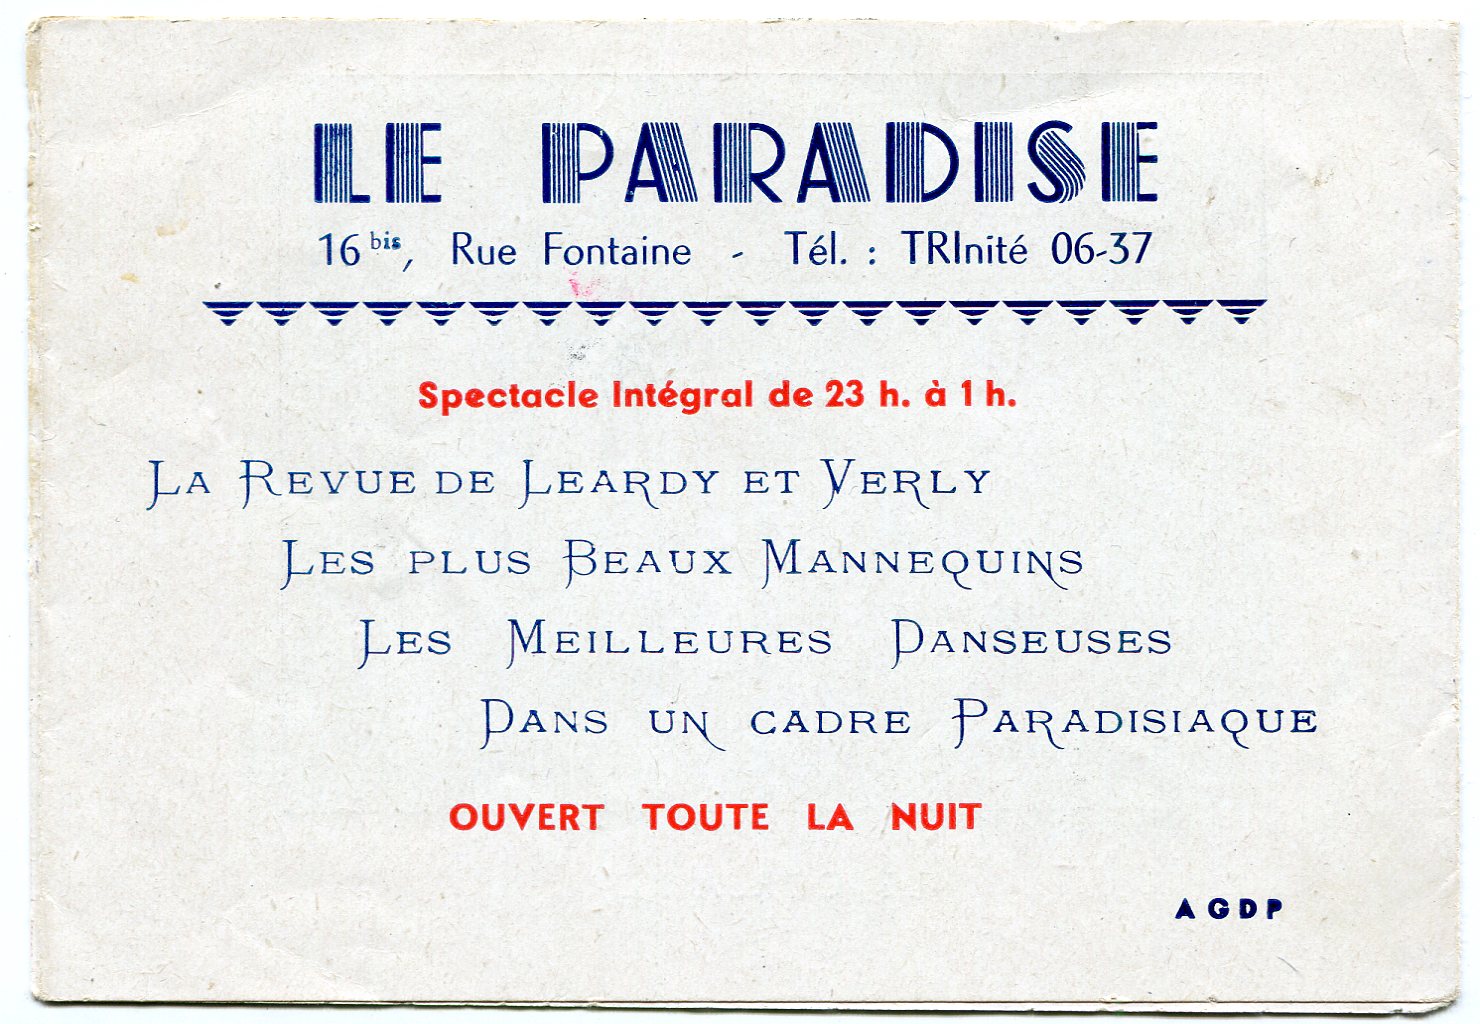 LE PARADISE
16 bis, Rue Fontaine - Tél. : TRInité 06-37
Spectacle Intégral de 23 h. à 1 h.
LA REVUE DE LEARDY ET VERLY
LES PLUS BEAUX MANNEQUINS
LES MEILLEURES DANSEUSES
DANS UN CADRE PARADISIAQUE
OUVERT TOUTE LA NUIT
AGDP